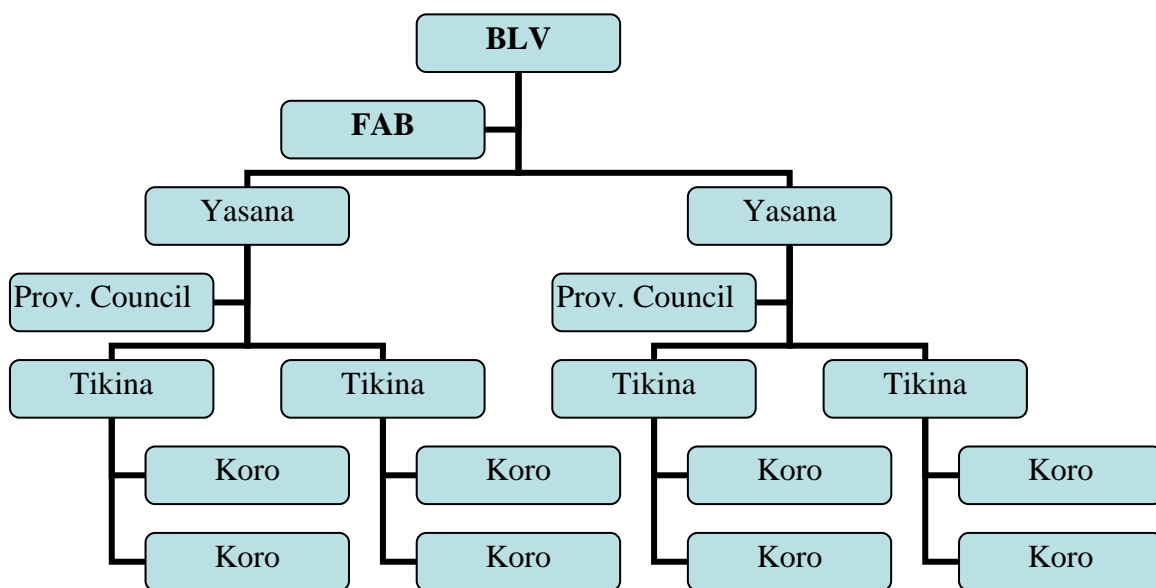 BLV
FAB
Yasana
Yasana
Prov. Council
Prov. Council
Tikina
Tikina
Tikina
Tikina
Koro
Koro
Koro
Koro
Koro
Koro
Koro
Koro